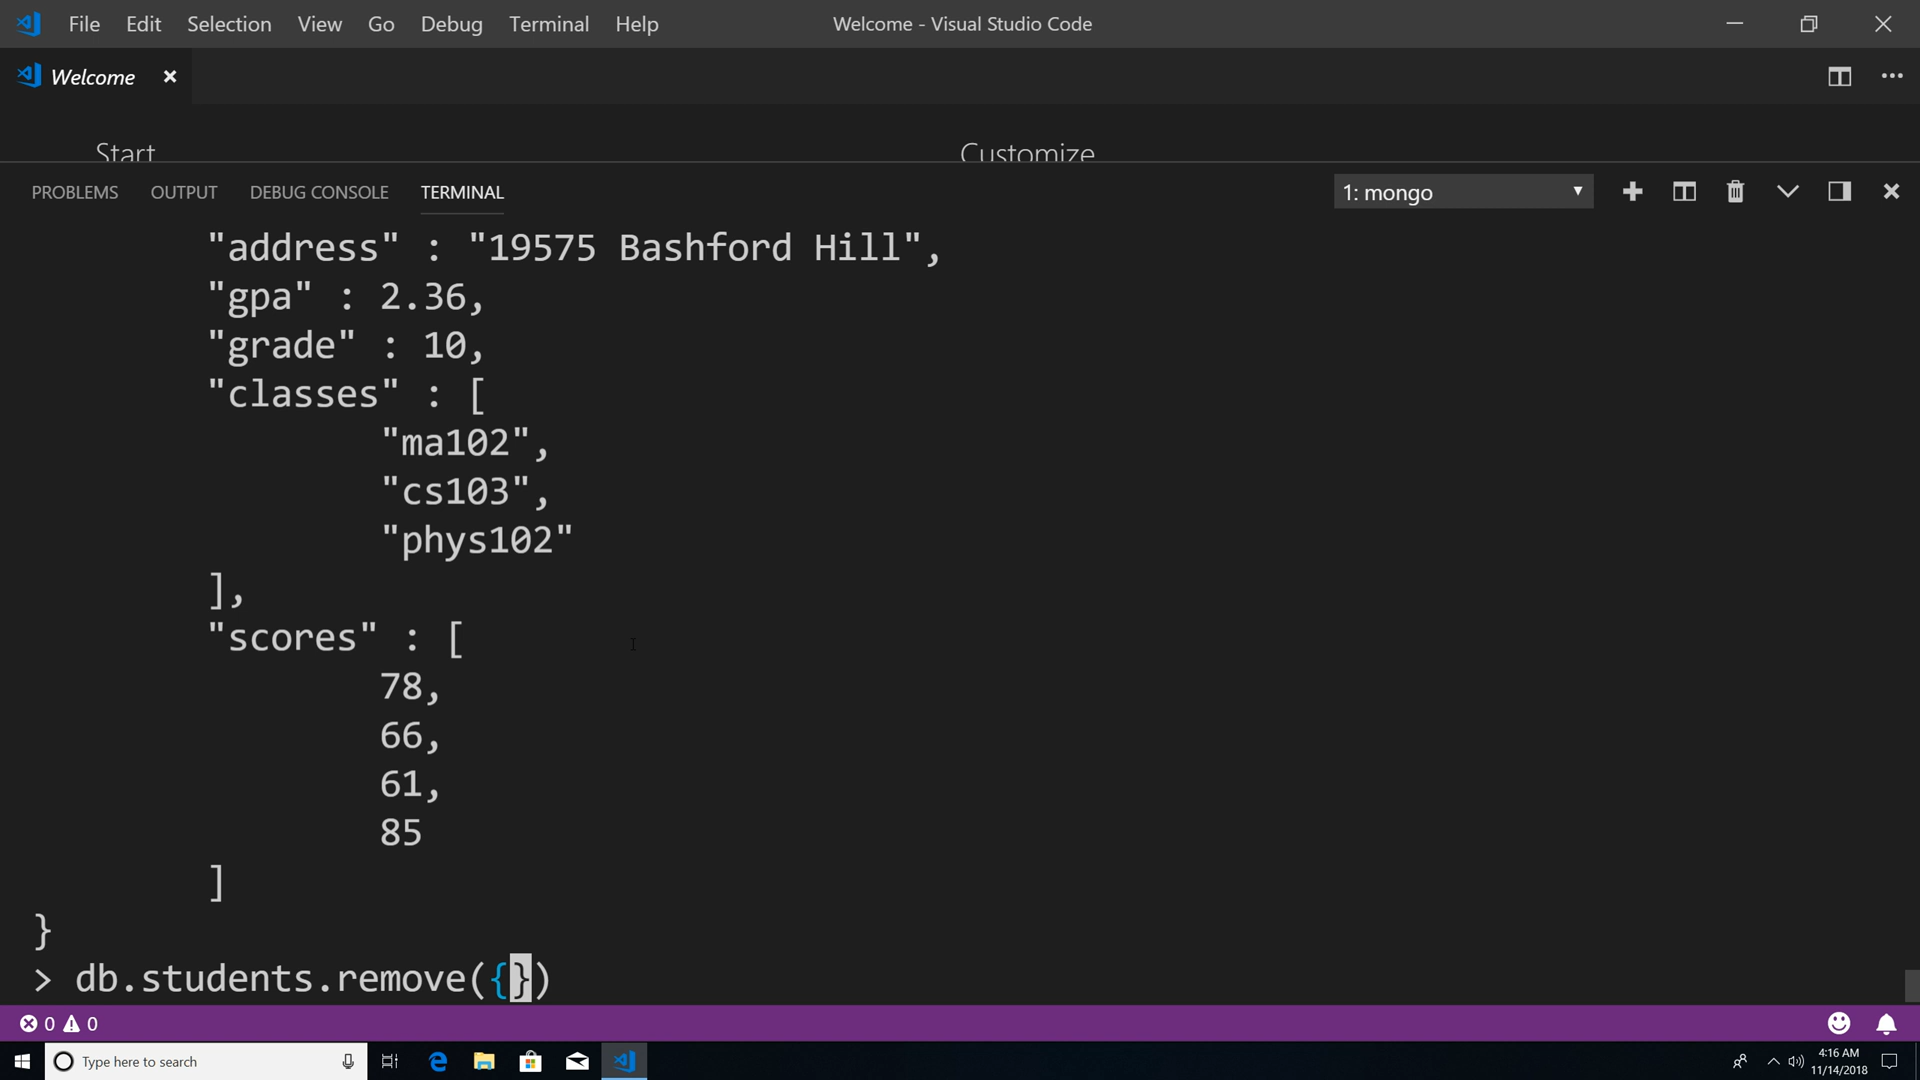 File Edit Selection View Go Debug Terminal Help Welcome - Visual Studio Code
Welcome
Start Customize
PROBLEMS OUTPUT DEBUG CONSOLE TERMINAL 1: mongo
"address" : "19575 Bashford Hill",
"gpa" : 2.36,
"grade" : 10,
"classes" : [
"ma102",
"cs103",
"phys102"
],
"scores" : [
78,
66,
61,
85
]
}
> db.students.remove({})
0 0
Type here to search 4:16 AM
11/14/2018